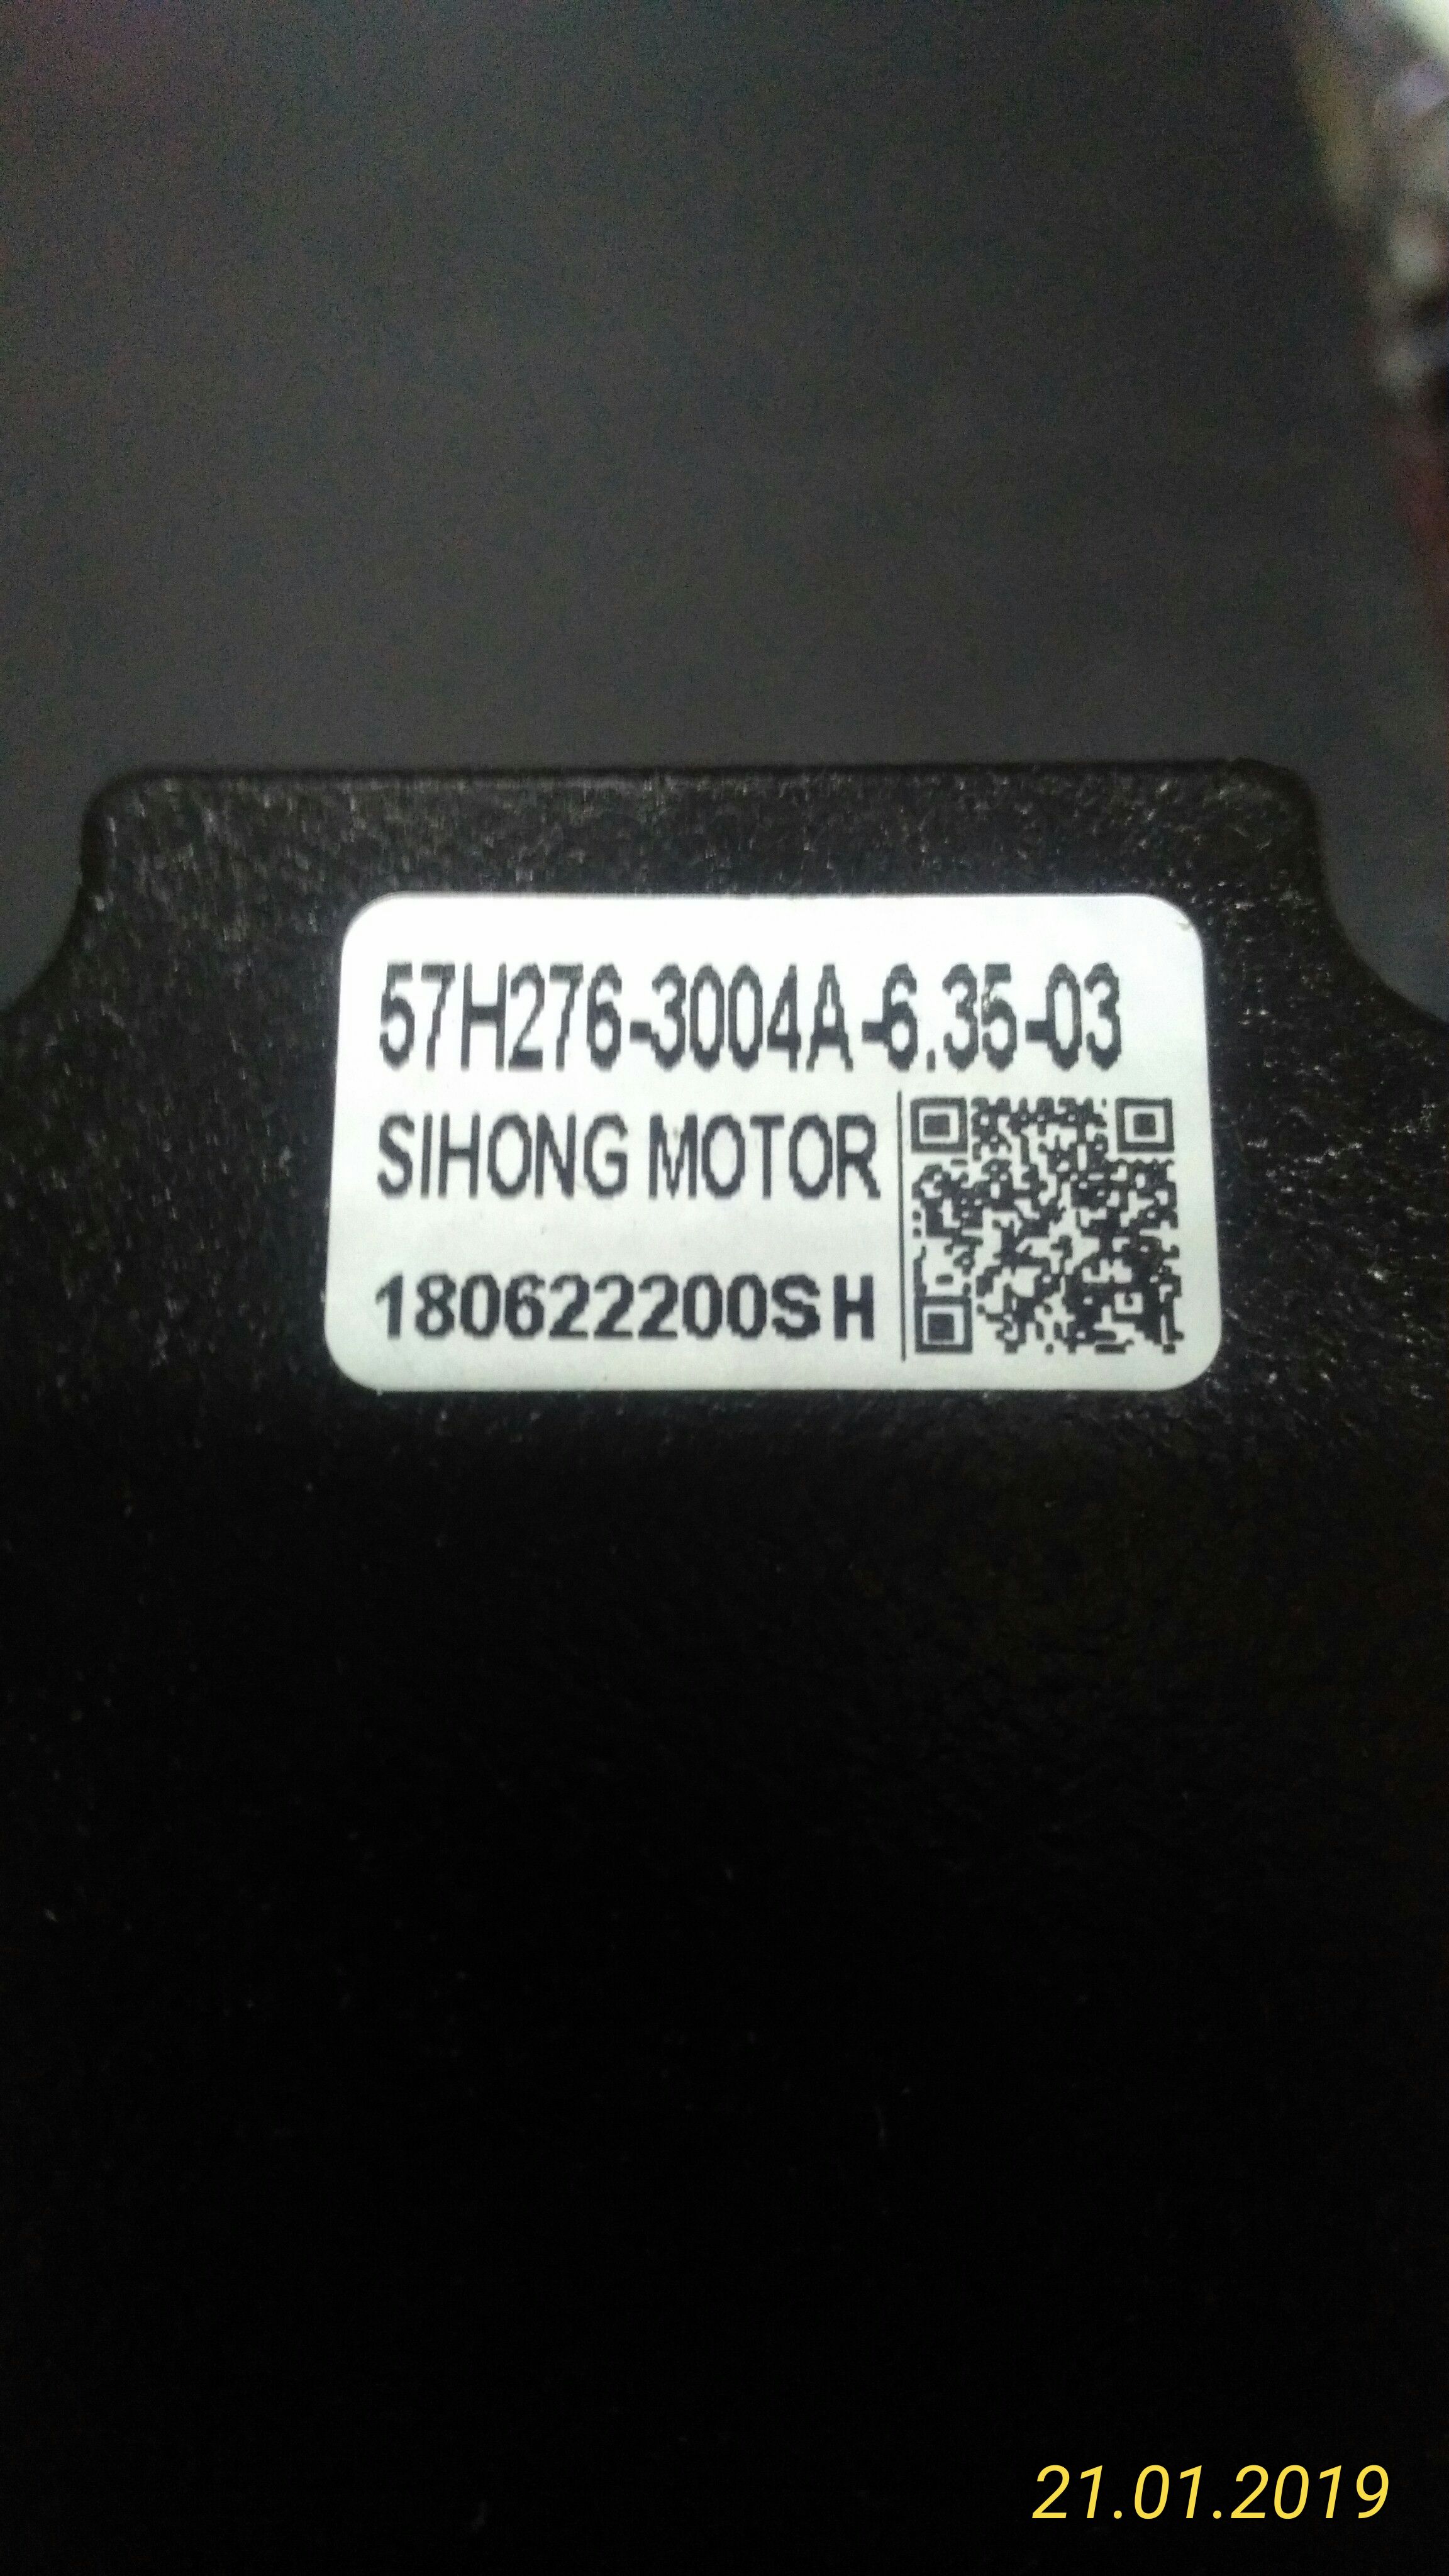 57H276-3004A-6.35-03
SIHONG MOTOR
180622200SH
21.01.2019